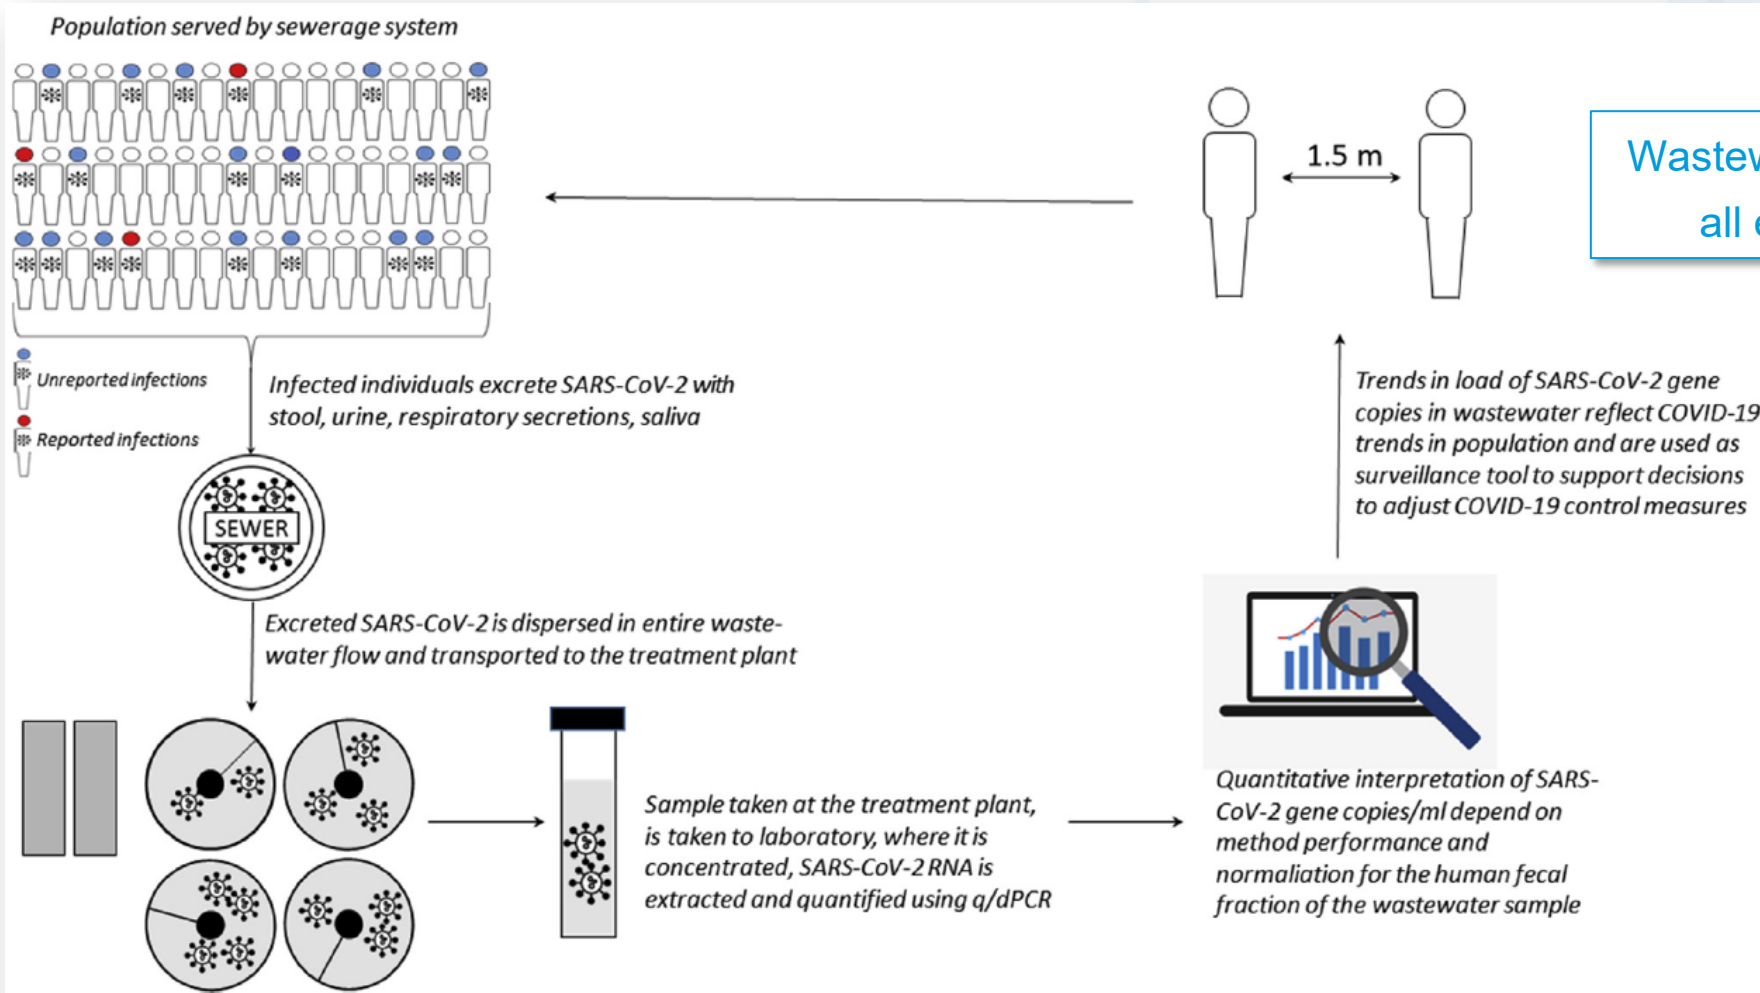 Population served by sewerage system
1.5 m
all
Unreported infections
Reported infections
Infected individuals excrete SARS-CoV-2 with
stool, urine, respiratory secretions, saliva
Trends in load of SARS-CoV-2 gene
copies in wastewater reflect COVID-19
trends in population and are used as
surveillance tool to support decisions
to adjust COVID-19 control measures
SEWER
Excreted SARS-CoV-2 is dispersed in entire waste-
water flow and transported to the treatment plant
Sample taken at the treatment plant,
is taken to laboratory, where it is
concentrated, SARS-CoV-2 RNA is
extracted and quantified using q/dPCR
Quantitative interpretation of SARS-
CoV-2 gene copies/ml depend on
method performance and
normaliation for the human fecal
fraction of the wastewater sample